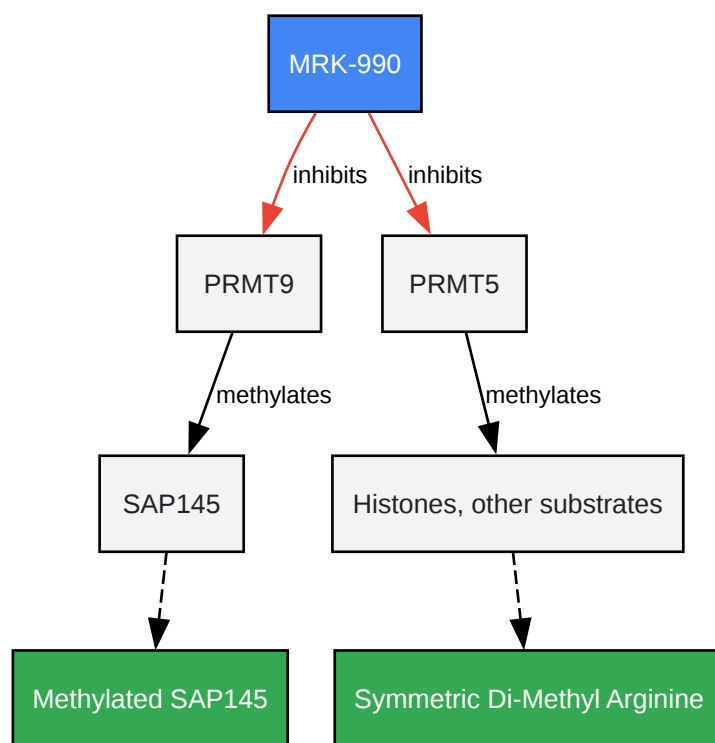 MRK-990
inhibits
inhibits
PRMT9
PRMT5
methylates
methylates
SAP145
Histones, other substrates
Methylated SAP145
Symmetric Di-Methyl Arginine